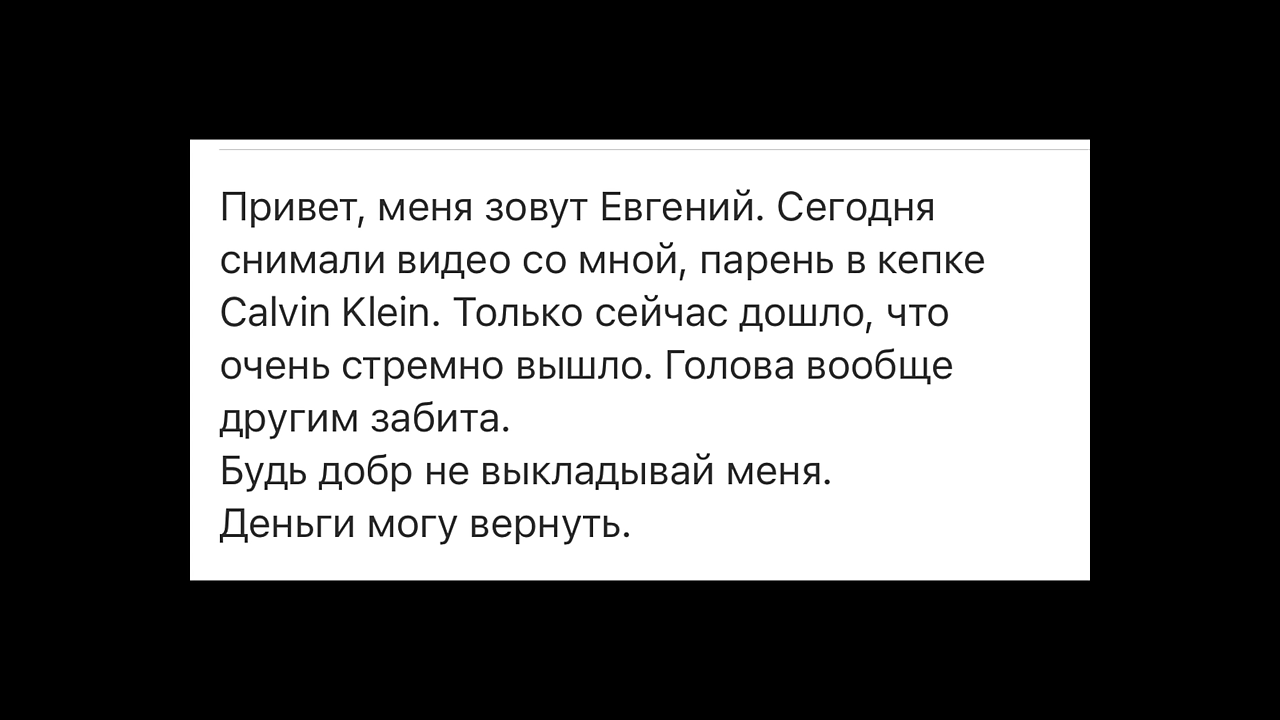 Привет, меня зовут Евгений. Сегодня
снимали видео со мной, парень в кепке
Calvin Klein. Только сейчас дошло, что
очень стремно вышло. Голова вообще
другим забита.
Будь добр не выкладывай меня.
Деньги могу вернуть.